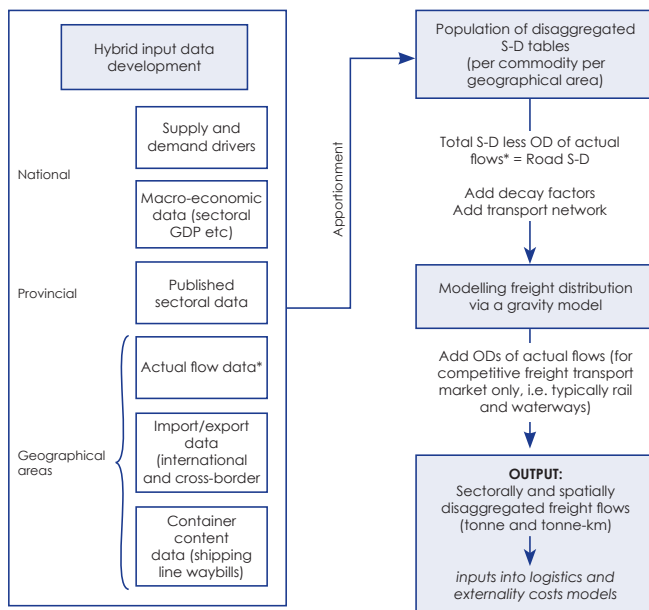 Hybrid input data
development
National
Supply and
demand drivers
Macro-economic
data (sectoral
GDP etc)
Provincial
Published
sectoral data
Geographical
areas
Actual flow data*
Import/export
data
(international
and cross-border
Container
content
data (shipping
line waybills)
Apportionment
Population of disaggregated
S-D tables
(per commodity per
geographical area)
Total S-D less OD of actual
flows* = Road S-D
Add decay factors
Add transport network
Modelling freight distribution
via a gravity model
Add ODs of actual flows (for
competitive freight transport
market only, i.e. typically rail
and waterways)
OUTPUT:
Sectorally and spatially
disaggregated freight flows
(tonne and tonne-km)
inputs into logistics and
externality costs models